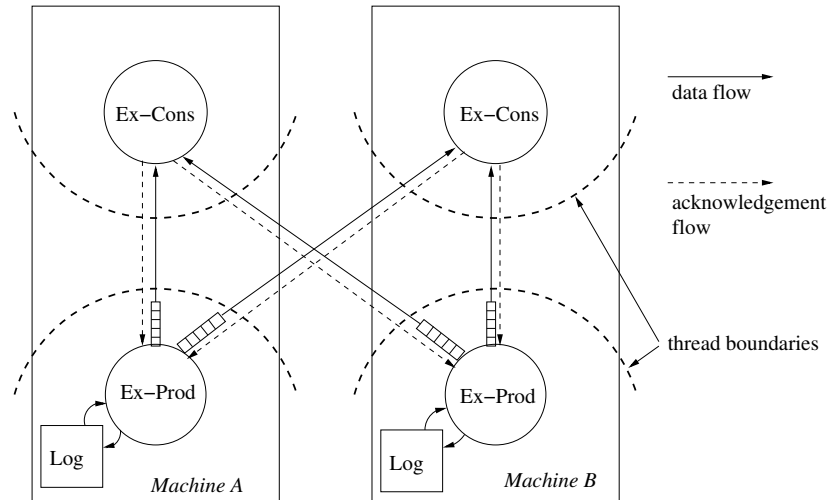 Ex−Cons
Ex−Cons
data flow
acknowledgement
flow
thread boundaries
Ex−Prod
Ex−Prod
Log
Log
Machine A
Machine B